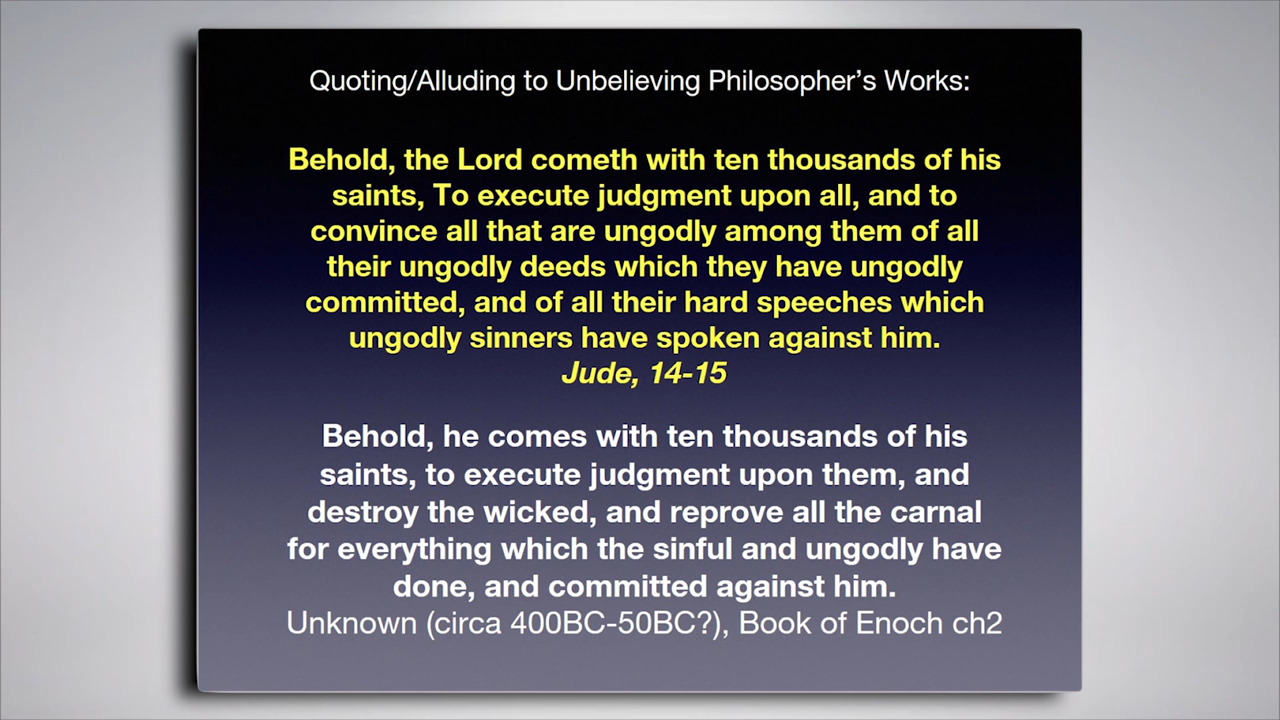 Quoting/Alluding to Unbelieving Philosopher’s Works:
Behold, the Lord cometh with ten thousands of his
saints, To execute judgment upon all, and to
convince all that are ungodly among them of all
their ungodly deeds which they have ungodly
committed, and of all their hard speeches which
ungodly sinners have spoken against him.
Jude, 14-15
Behold, he comes with ten thousands of his
saints, to execute judgment upon them, and
destroy the wicked, and reprove all the carnal
for everything which the sinful and ungodly have
done, and committed against him.
Unknown (circa 400BC-50BC?), Book of Enoch ch2